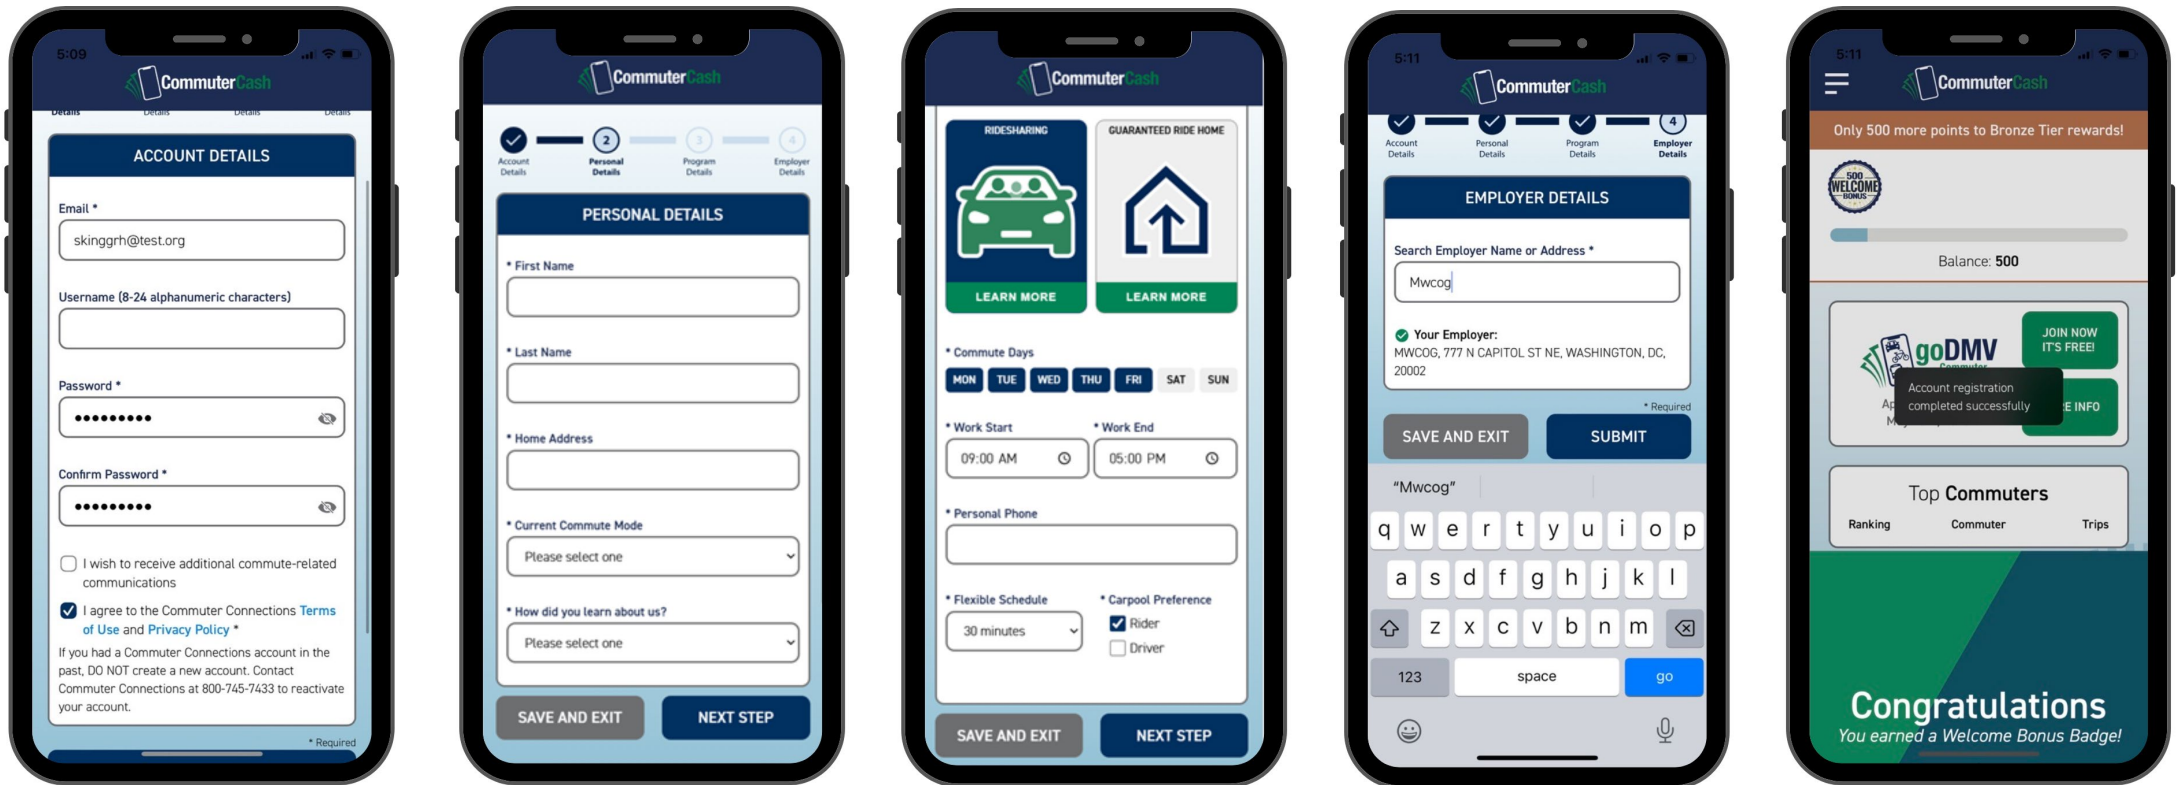 5:09
CommuterCash
Details Details Details Details
ACCOUNT DETAILS
Email *
skinggrh@test.org
Username (8-24 alphanumeric characters)
Password *
•••••••••
Confirm Password *
•••••••••
I wish to receive additional commute-related
communications
I agree to the Commuter Connections Terms
of Use and Privacy Policy *
If you had a Commuter Connections account in the
past, DO NOT create a new account. Contact
Commuter Connections at 800-745-7433 to reactivate
your account.
* Required
CommuterCash
2 3 4
Account Personal Program Employer
Details Details Details Details
PERSONAL DETAILS
* First Name
* Last Name
* Home Address
* Current Commute Mode
Please select one
* How did you learn about us?
Please select one
SAVE AND EXIT NEXT STEP
CommuterCash
RIDESHARING GUARANTEED RIDE HOME
LEARN MORE LEARN MORE
* Commute Days
MON TUE WED THU FRI SAT SUN
* Work Start * Work End
09:00 AM 05:00 PM
* Personal Phone
* Flexible Schedule * Carpool Preference
30 minutes Rider
Driver
SAVE AND EXIT NEXT STEP
5:11
CommuterCash
4
Account Personal Program Employer
Details Details Details Details
EMPLOYER DETAILS
Search Employer Name or Address *
Mwcog
Your Employer:
MWCOG, 777 N CAPITOL ST NE, WASHINGTON, DC,
20002
* Required
SAVE AND EXIT SUBMIT
“Mwcog”
q w e r t y u i o p
a s d f g h j k l
z x c v b n m
123 space go
5:11
CommuterCash
Only 500 more points to Bronze Tier rewards!
500
WELCOME
BONUS
Balance: 500
goDMV
Commuter
JOIN NOW
IT'S FREE!
Account registration
completed successfully
E INFO
Top Commuters
Ranking Commuter Trips
Congratulations
You earned a Welcome Bonus Badge!